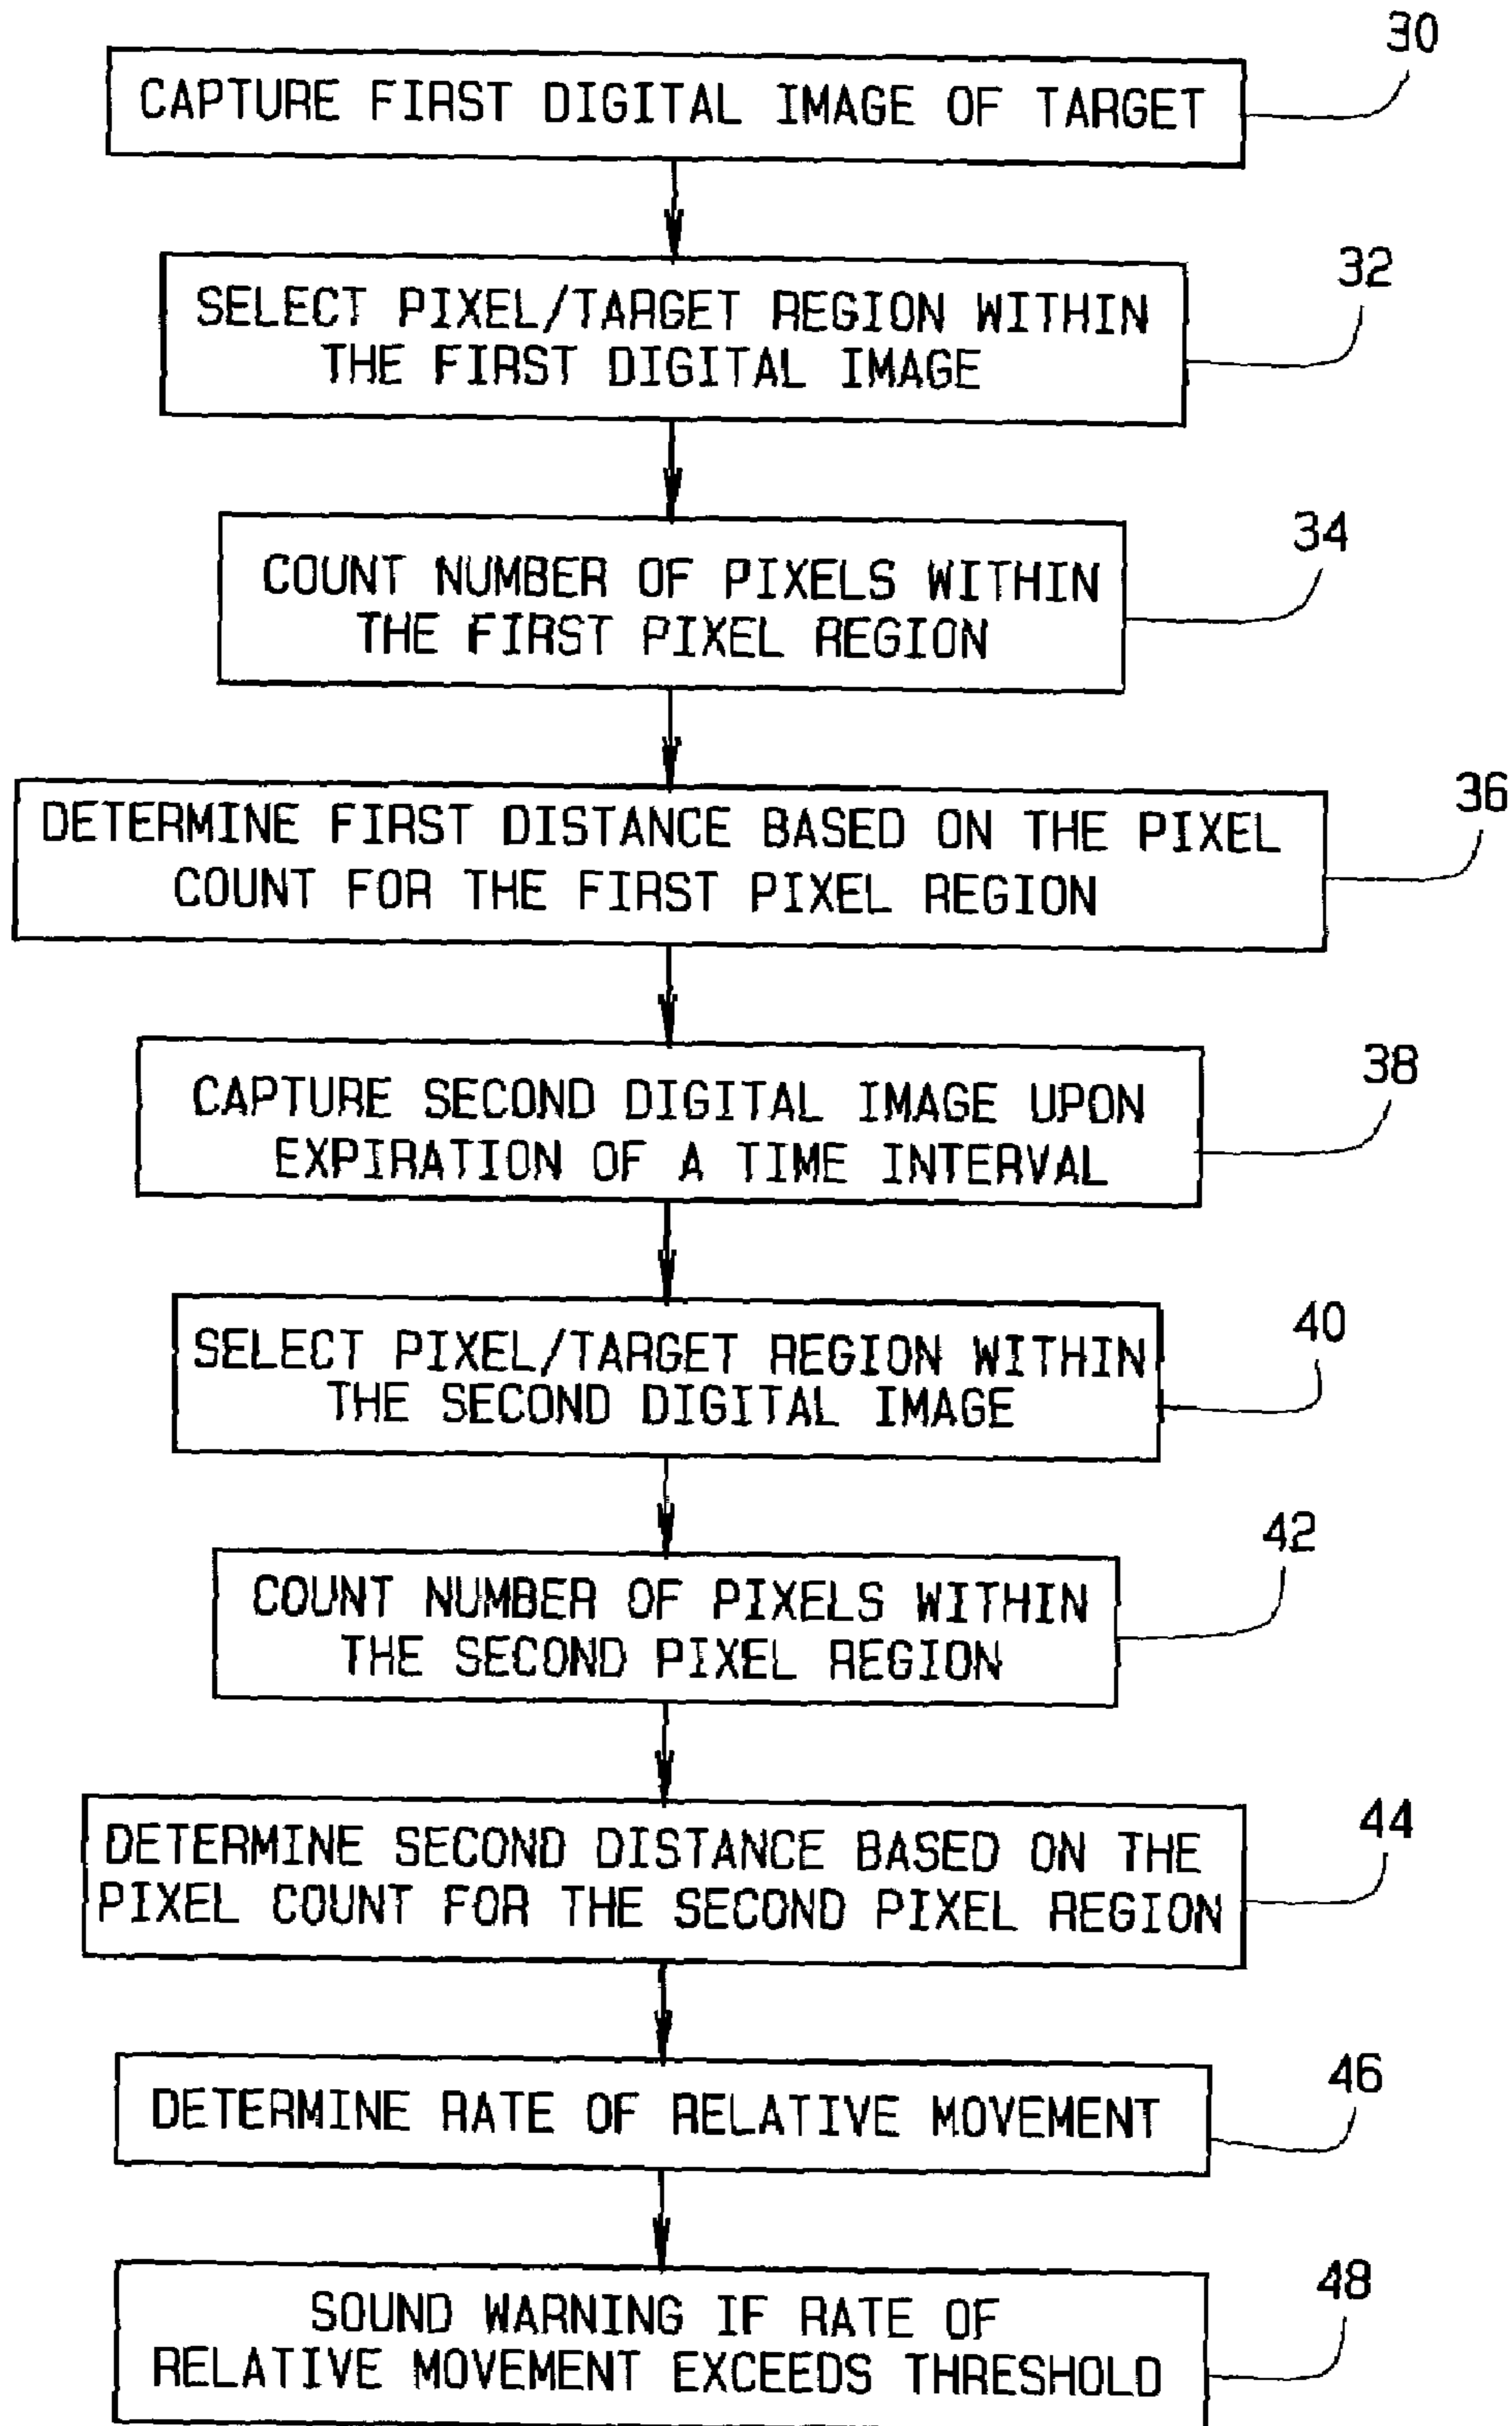 30
CAPTURE FIRST DIGITAL IMAGE OF TARGET
32
SELECT PIXEL/TARGET REGION WITHIN
THE FIRST DIGITAL IMAGE
34
COUNT NUMBER OF PIXELS WITHIN
THE FIRST PIXEL REGION
36
DETERMINE FIRST DISTANCE BASED ON THE PIXEL
COUNT FOR THE FIRST PIXEL REGION
38
CAPTURE SECOND DIGITAL IMAGE UPON
EXPIRATION OF A TIME INTERVAL
40
SELECT PIXEL/TARGET REGION WITHIN
THE SECOND DIGITAL IMAGE
42
COUNT NUMBER OF PIXELS WITHIN
THE SECOND PIXEL REGION
44
DETERMINE SECOND DISTANCE BASED ON THE
PIXEL COUNT FOR THE SECOND PIXEL REGION
46
DETERMINE RATE OF RELATIVE MOVEMENT
48
SOUND WARNING IF RATE OF
RELATIVE MOVEMENT EXCEEDS THRESHOLD